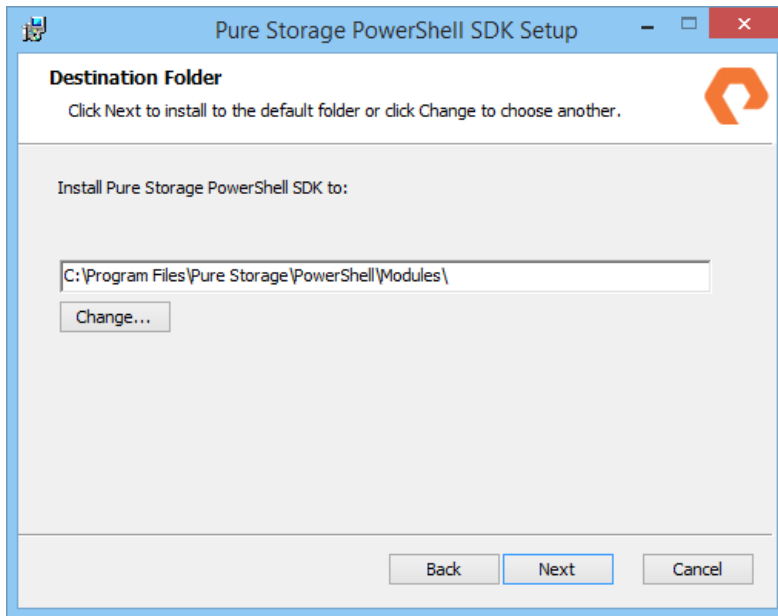 Pure Storage PowerShell SDK Setup
Destination Folder
Click Next to install to the default folder or click Change to choose another.
Install Pure Storage PowerShell SDK to:
C:\Program Files\Pure Storage\PowerShell\Modules\
Change...
Back Next Cancel